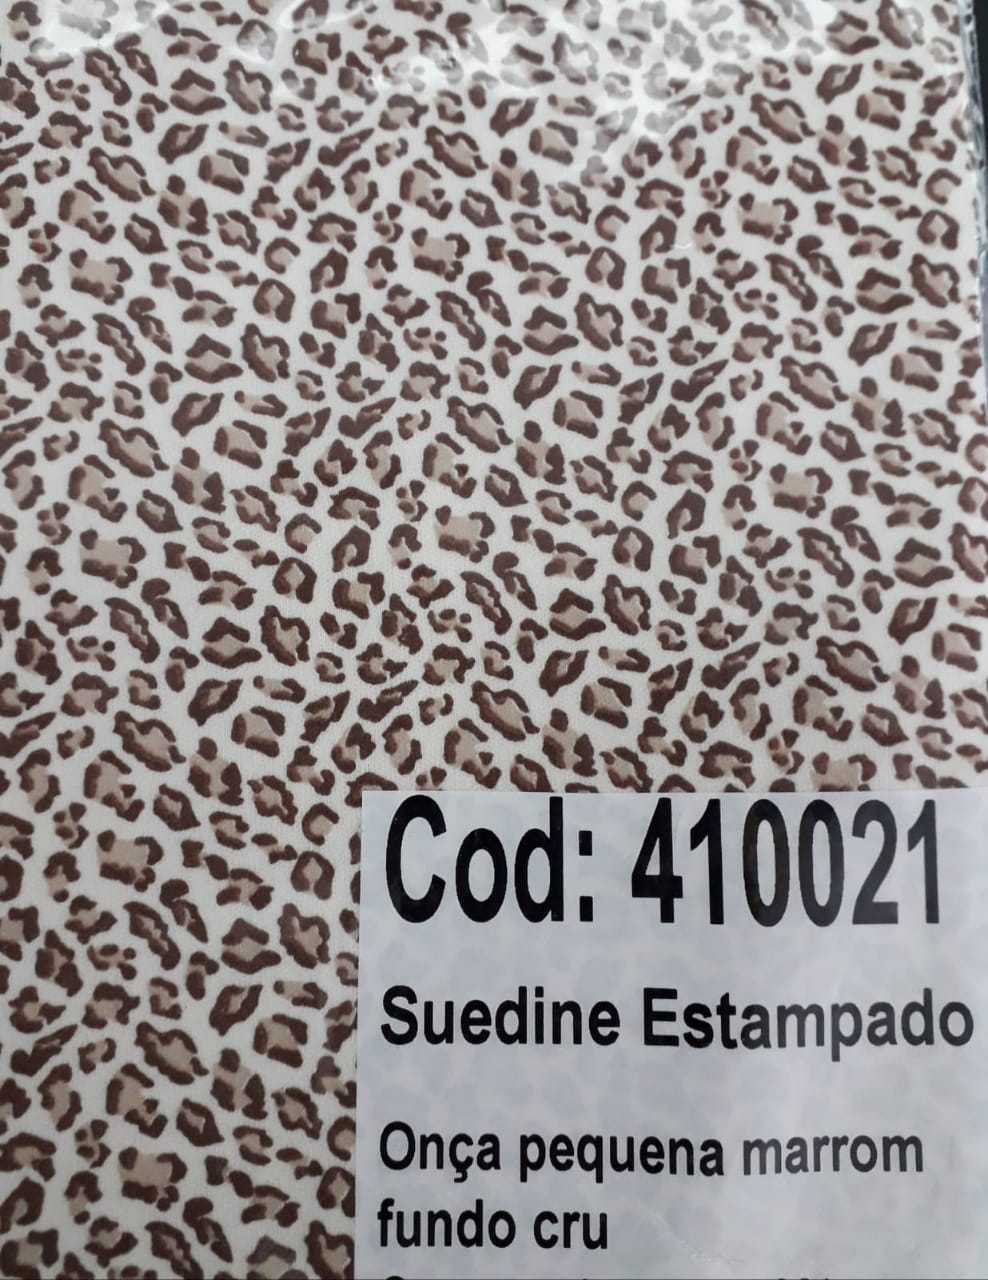 Cod: 410021
Suedine Estampado
Onça pequena marrom
fundo cru